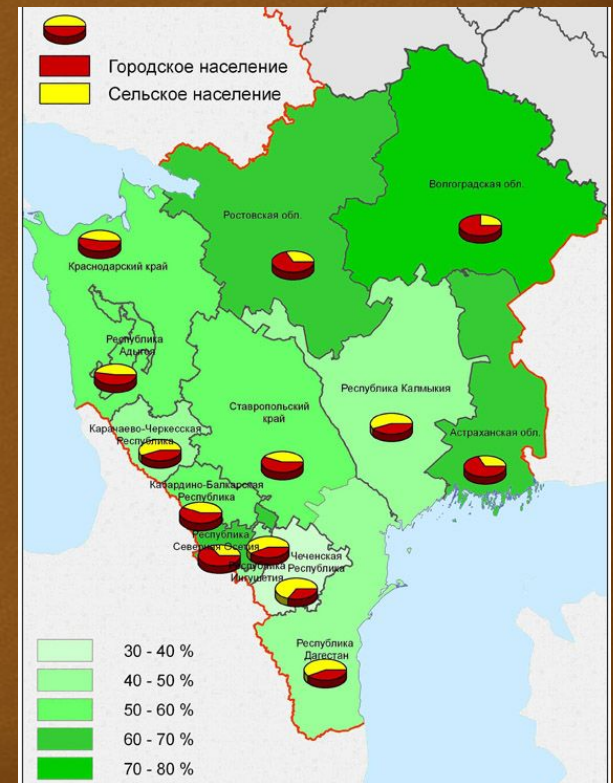 Городское население
Сельское население
Волгоградская обл.
Ростовская обл.
Краснодарский край
Республика
Адыгея
Республика Калмыкия
Ставропольский
край
Карачаево-Черкесская
Республика
Астраханская обл.
Кабардино-Балкарская
Республика
Республика
Северная Осетия
Чеченская
Республика
Республика
Ингушетия
Республика
Дагестан
30 - 40 %
40 - 50 %
50 - 60 %
60 - 70 %
70 - 80 %